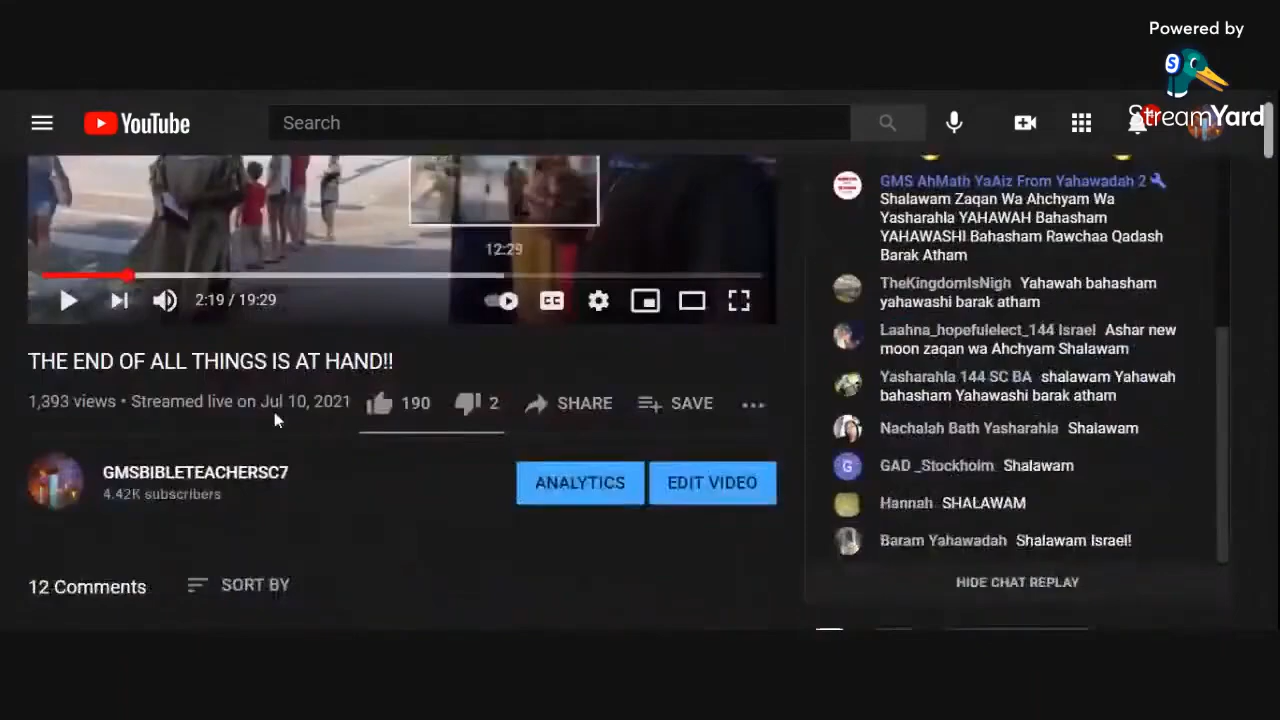 Powered by
StreamYard
YouTube
Search
12:29
2:19 / 19:29
CC
THE END OF ALL THINGS IS AT HAND!!
1,393 views • Streamed live on Jul 10, 2021
190
2
SHARE
SAVE
GMSBIBLETEACHERSC7
4.42K subscribers
ANALYTICS
EDIT VIDEO
12 Comments
SORT BY
GMS AhMath YaAiz From Yahawadah 2
Shalawam Zaqan Wa Ahchyam Wa
Yasharahla YAHAWAH Bahasham
YAHAWASHI Bahasham Rawchaa Qadash
Barak Atham
TheKingdomIsNigh Yahawah bahasham
yahawashi barak atham
Laahna_hopefulelect_144 Israel Ashar new
moon zaqan wa Ahchyam Shalawam
Yasharahla 144 SC BA shalawam Yahawah
bahasham Yahawashi barak atham
Nachalah Bath Yasharahla Shalawam
G
GAD _Stockholm Shalawam
Hannah SHALAWAM
Baram Yahawadah Shalawam Israel!
HIDE CHAT REPLAY